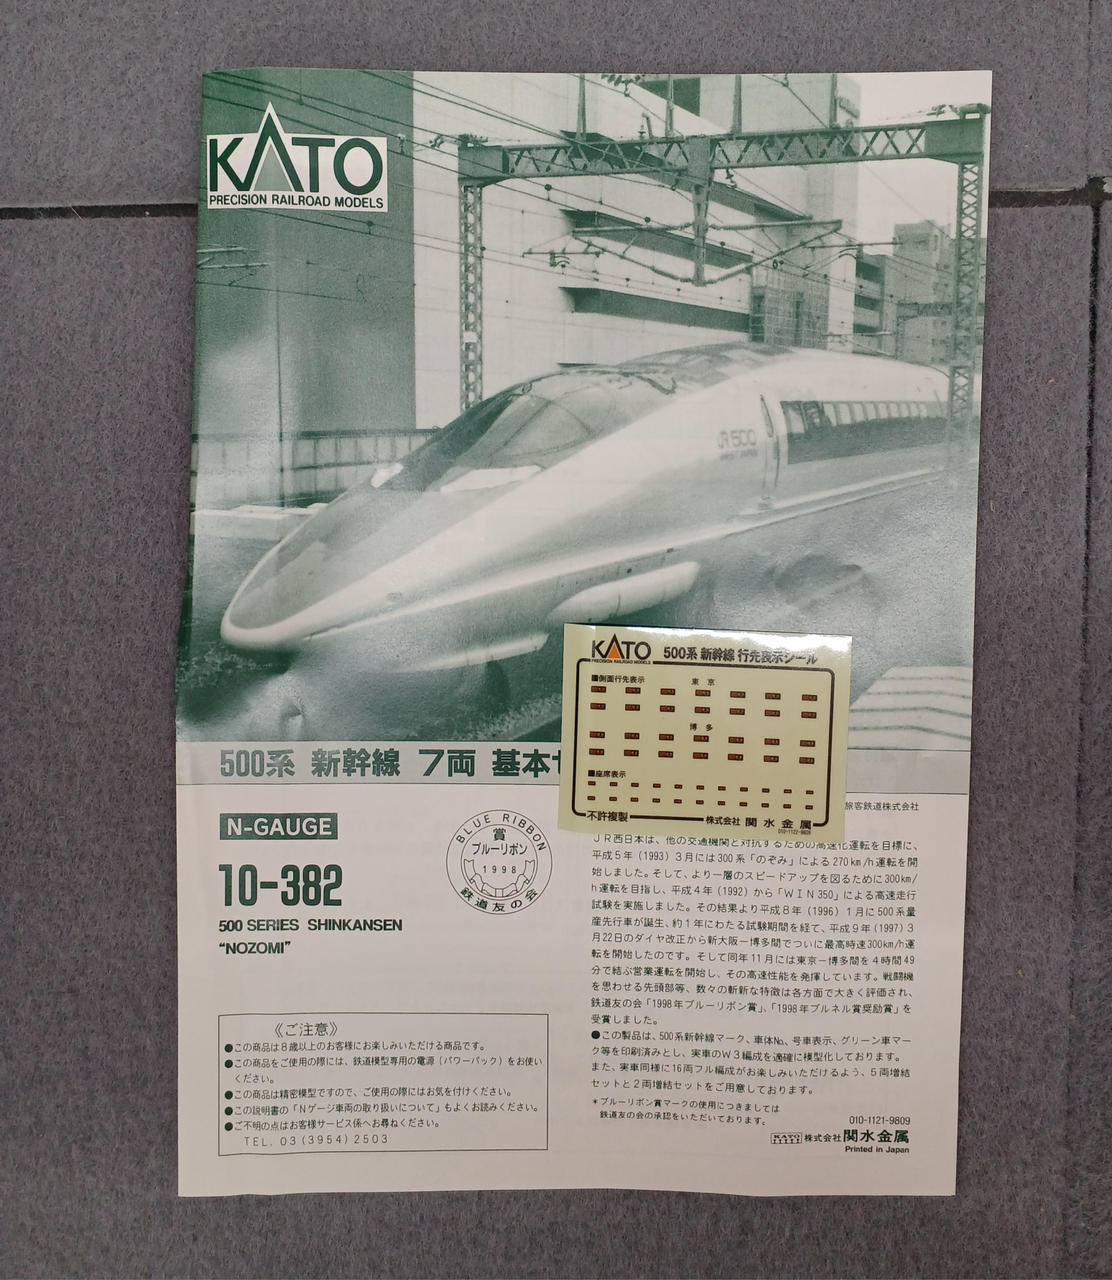 KATO
PRECISION RAILROAD MODELS
JR 500
WEST JAPAN
KATO
PRECISION RAILROAD MODELS
500系 新幹線 行先表示シール
■側面行先表示
東 京
博 多
■座席表示
不許複製
株式会社 関水金属
010-1122-9809
500系 新幹線 7両 基本
N-GAUGE
10-382
500 SERIES SHINKANSEN
“NOZOMI”
BLUE RIBBON
賞
ブルーリボン
1998
鉄道友の会
《ご注意》
●この商品は8歳以上のお客様にお楽しみいただける商品です。
●この商品をご使用の際には、鉄道模型専用の電源（パワーパック）をお使い
ください。
●この商品は精密模型ですので、ご使用の際にはお気を付けください。
●この説明書の「Nゲージ車両の取り扱いについて」もよくお読みください。
●ご不明の点はお客様サービス係へお尋ねください。
TEL. 03（3954）2503
旅客鉄道株式会社
JR西日本は、他の交通機関と対抗するための高速化運転を目標に、
平成5年（1993）3月には300系「のぞみ」による270km/h運転を開
始しました。そして、より一層のスピードアップを図るために300km/
h運転を目指し、平成4年（1992）から「WIN350」による高速走行
試験を実施しました。その結果より平成8年（1996）1月に500系量
産先行車が誕生、約1年にわたる試験期間を経て、平成9年（1997）3
月22日のダイヤ改正から新大阪－博多間でついに最高時速300km/h運
転を開始したのです。そして同年11月には東京－博多間を4時間49
分で結ぶ営業運転を開始し、その高速性能を発揮しています。戦闘機
を思わせる先頭部等、数々の斬新な特徴は各方面で大きく評価され、
鉄道友の会「1998年ブルーリボン賞」、「1998年ブルネル賞奨励賞」を
受賞しました。
●この製品は、500系新幹線マーク、車体No.、号車表示、グリーン車マー
ク等を印刷済みとし、実車のW3編成を適確に模型化しております。
また、実車同様に16両フル編成がお楽しみいただけるよう、5両増結
セットと2両増結セットをご用意しております。
＊ブルーリボン賞マークの使用につきましては
鉄道友の会の承認をいただいております。
010-1121-9809
KATO 株式会社 関水金属
Printed in Japan